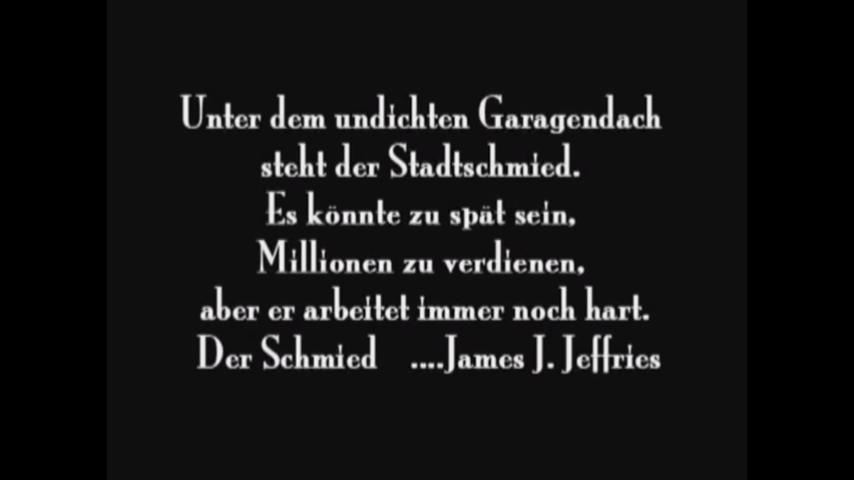 Unter dem undichten Garagendach
steht der Stadtschmied.
Es könnte zu spät sein,
Millionen zu verdienen,
aber er arbeitet immer noch hart.
Der Schmied ....James J. Jeffries